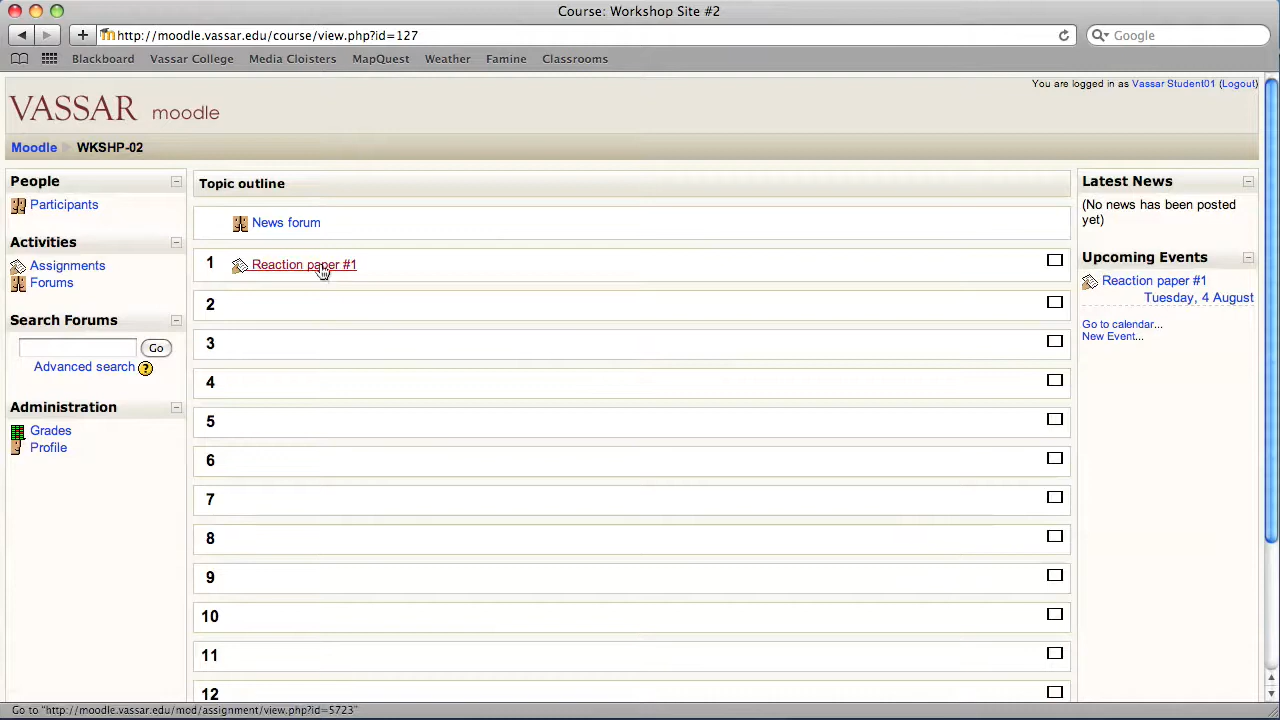 Course: Workshop Site #2
http://moodle.vassar.edu/course/view.php?id=127
Google
Blackboard Vassar College Media Cloisters MapQuest Weather Famine Classrooms
You are logged in as Vassar Student01 (Logout)
VASSAR moodle
Moodle WKSHP-02
People
Participants
Activities
Assignments
Forums
Search Forums
Go
Advanced search ?
Administration
Grades
Profile
Topic outline
News forum
1 Reaction paper #1
2
3
4
5
6
7
8
9
10
11
12
Latest News
(No news has been posted
yet)
Upcoming Events
Reaction paper #1
Tuesday, 4 August
Go to calendar...
New Event...
Go to "http://moodle.vassar.edu/mod/assignment/view.php?id=5723"